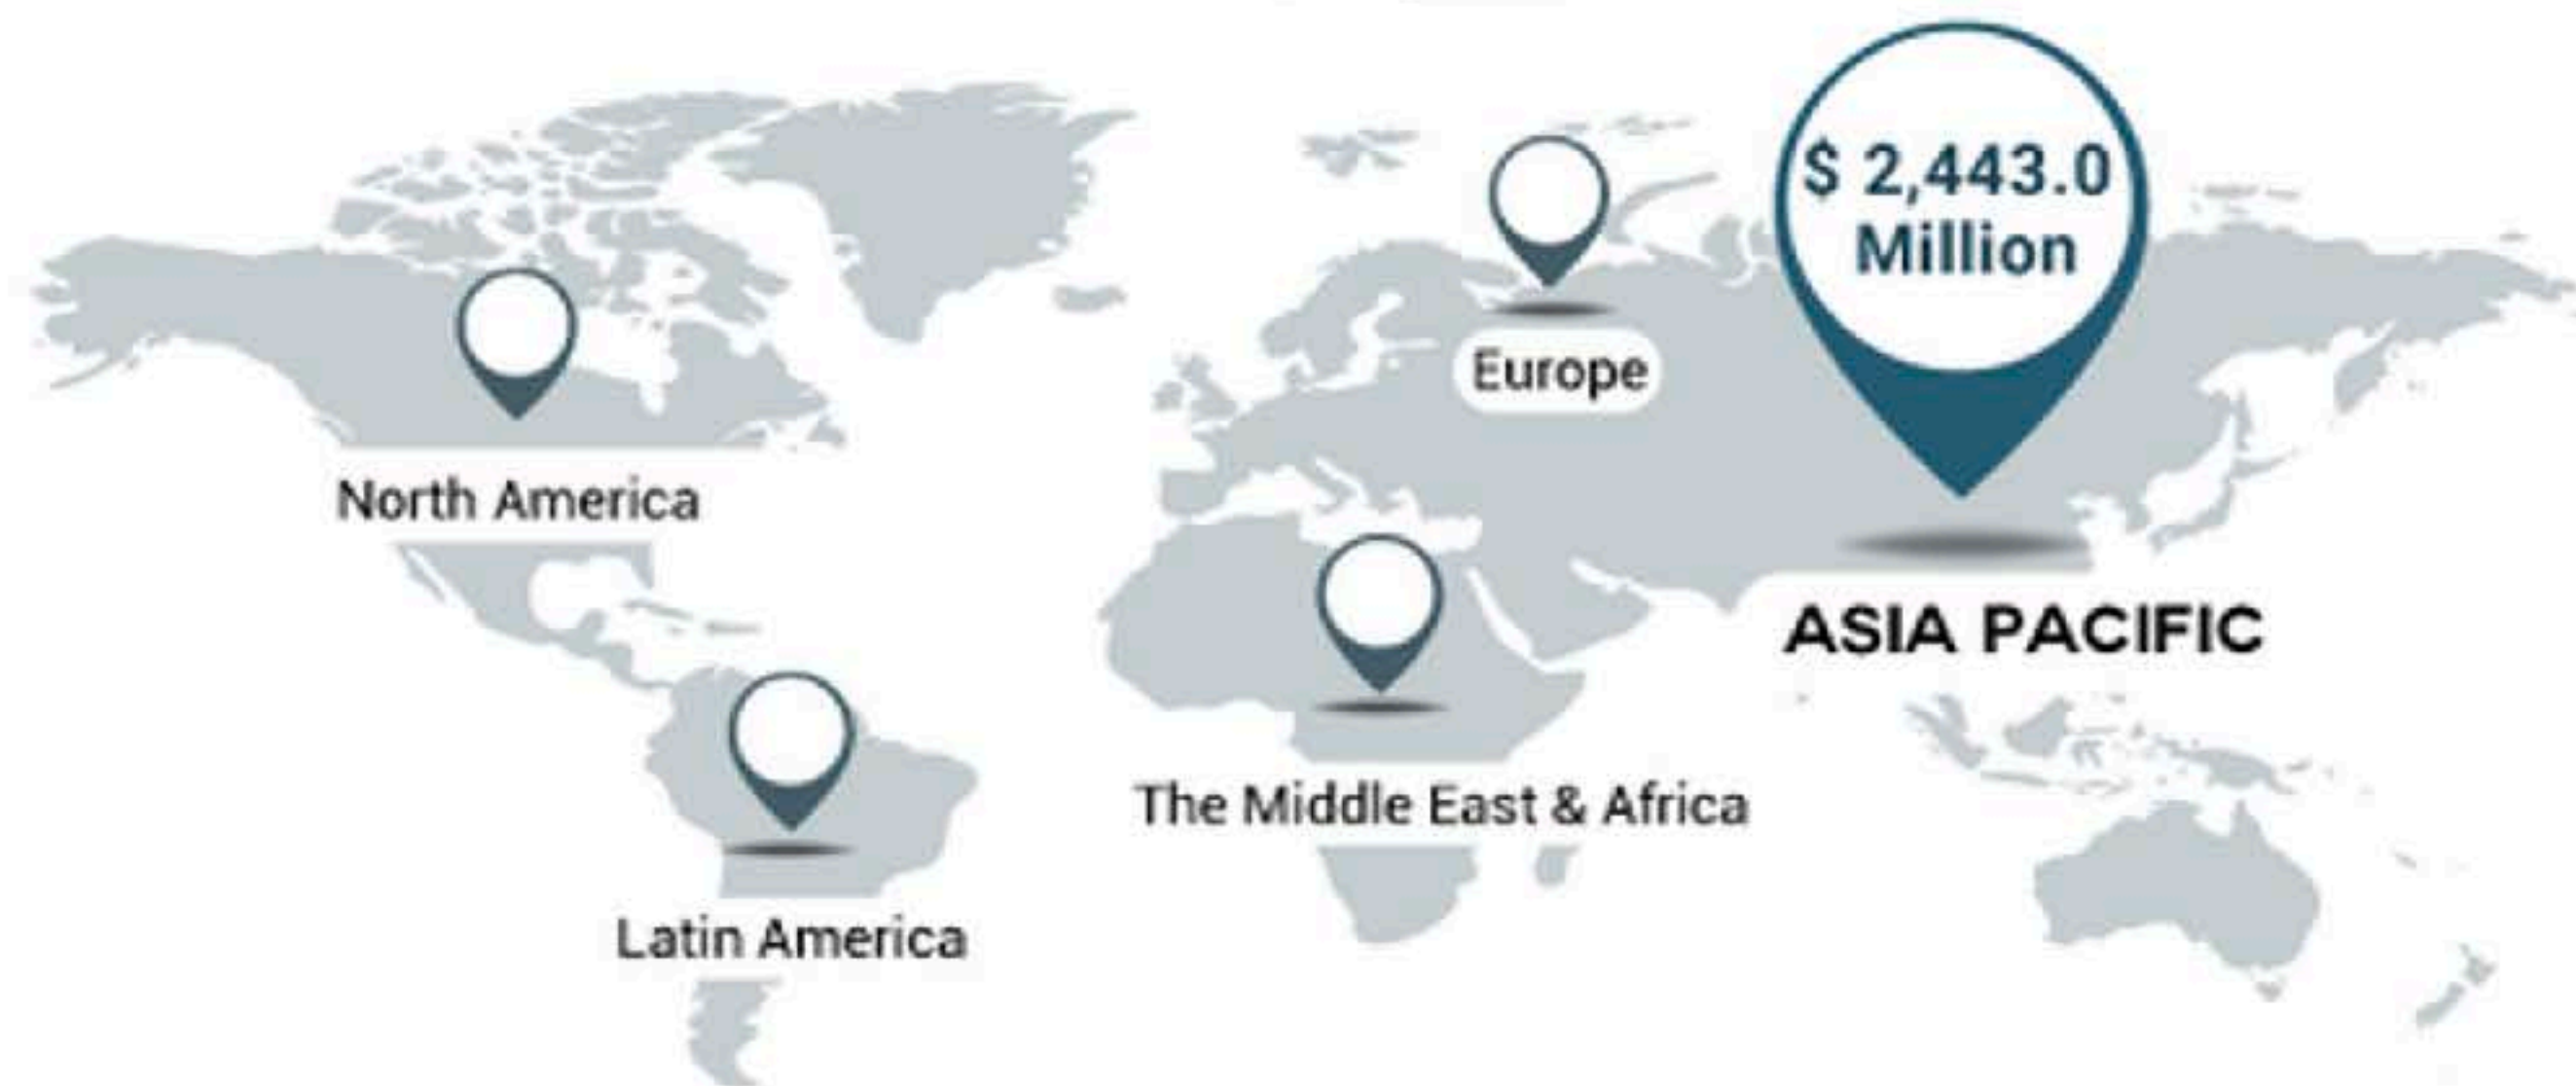 $ 2,443.0
Million
Europe
North America
ASIA PACIFIC
The Middle East & Africa
Latin America